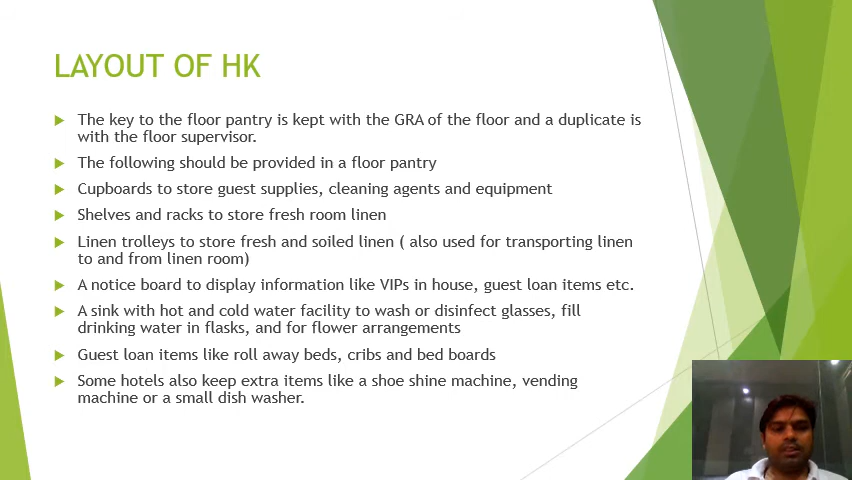 LAYOUT OF HK
The key to the floor pantry is kept with the GRA of the floor and a duplicate is
with the floor supervisor.
The following should be provided in a floor pantry
Cupboards to store guest supplies, cleaning agents and equipment
Shelves and racks to store fresh room linen
Linen trolleys to store fresh and soiled linen ( also used for transporting linen
to and from linen room)
A notice board to display information like VIPs in house, guest loan items etc.
A sink with hot and cold water facility to wash or disinfect glasses, fill
drinking water in flasks, and for flower arrangements
Guest loan items like roll away beds, cribs and bed boards
Some hotels also keep extra items like a shoe shine machine, vending
machine or a small dish washer.